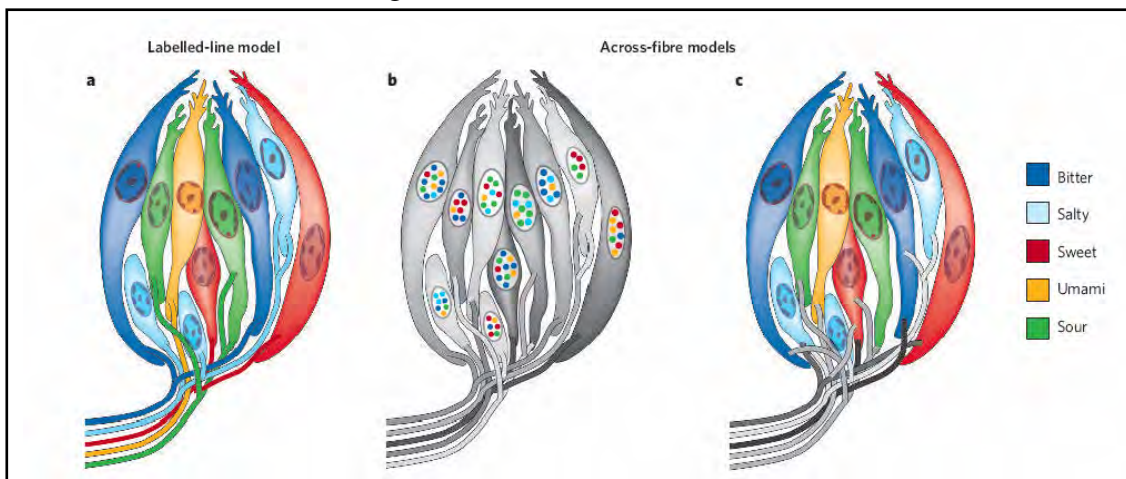 Labelled-line model
Across-fibre models
a
b
c
Bitter
Salty
Sweet
Umami
Sour